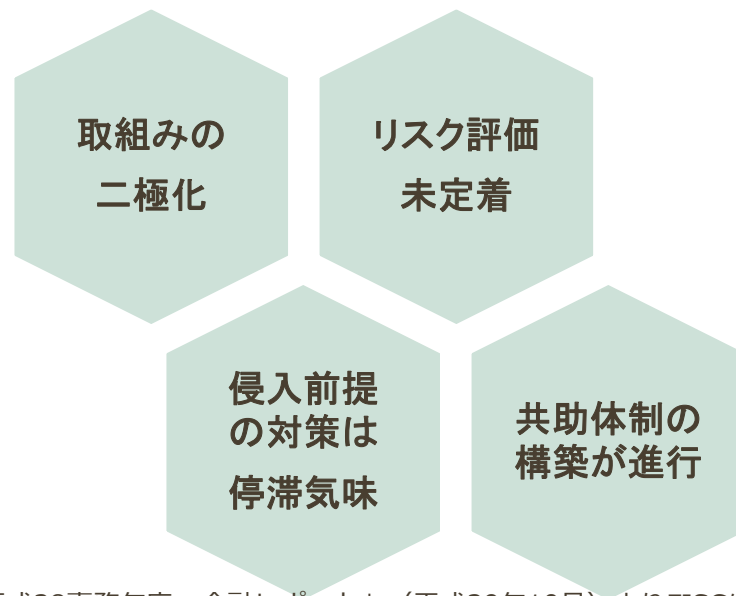 取組みの
二極化
リスク評価
未定着
侵入前提
の対策は
停滞気味
共助体制の
構築が進行